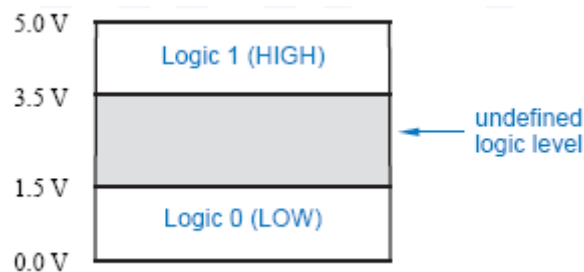 5.0 V
Logic 1 (HIGH)
3.5 V
undefined
logic level
1.5 V
Logic 0 (LOW)
0.0 V